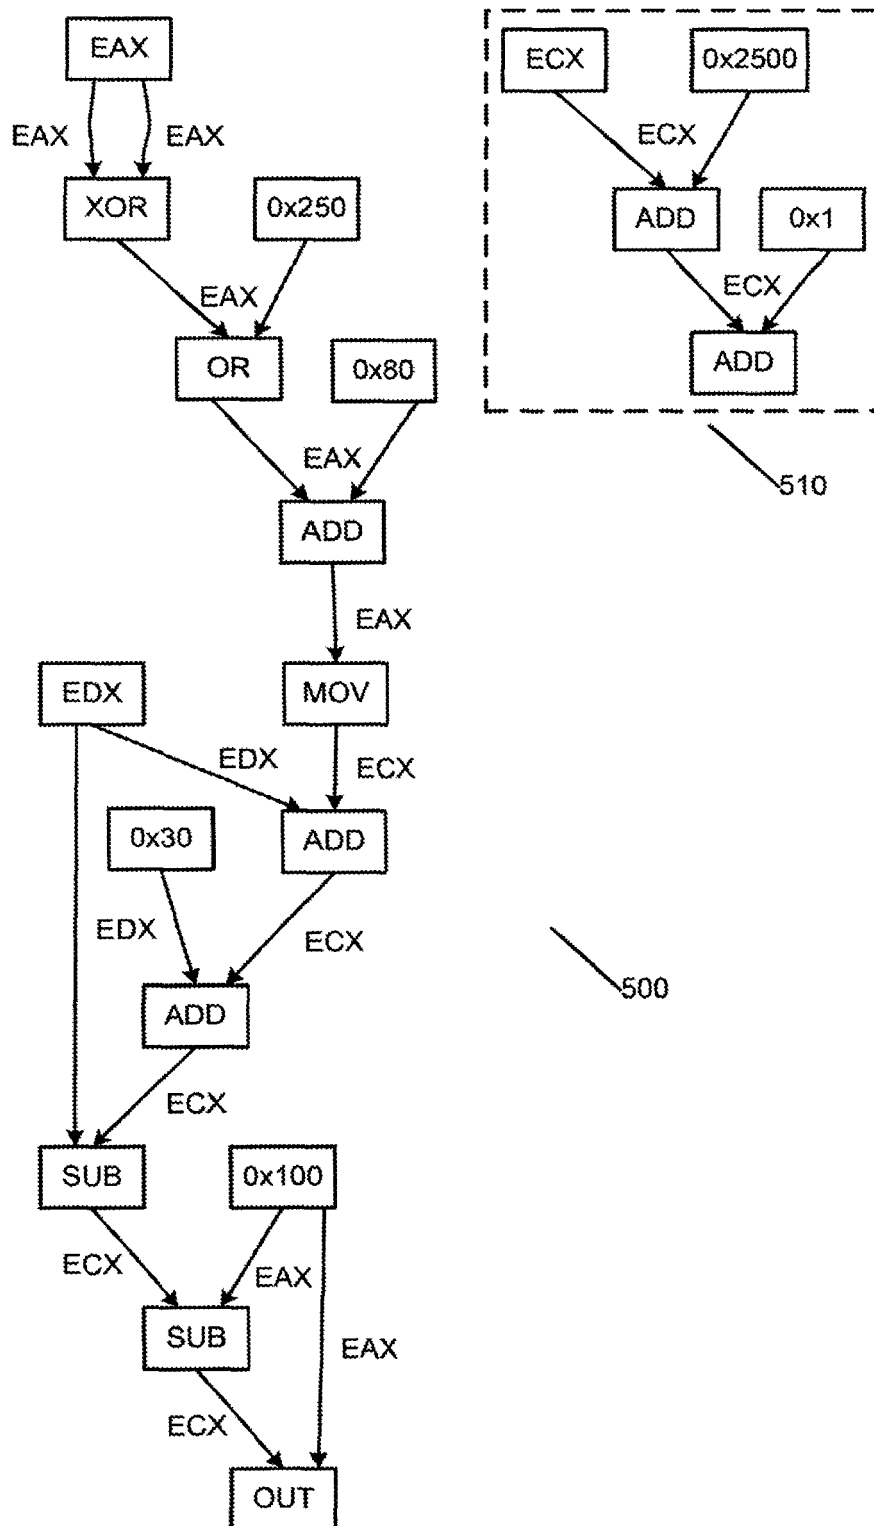 EAX
ECX
0x2500
EAX
EAX
ECX
XOR
0x250
ADD
0x1
EAX
ECX
OR
0x80
ADD
EAX
510
ADD
EAX
EDX
MOV
EDX
ECX
0x30
ADD
EDX
ECX
500
ADD
ECX
SUB
0x100
ECX
EAX
SUB
EAX
ECX
OUT